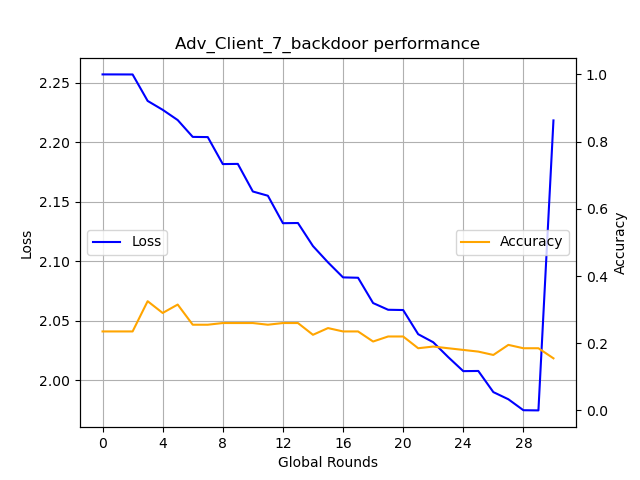 Adv_Client_7_backdoor performance
2.25
2.20
2.15
2.10
2.05
2.00
Loss
Loss
Accuracy
1.0
0.8
0.6
0.4
0.2
0.0
Accuracy
0 4 8 12 16 20 24 28
Global Rounds